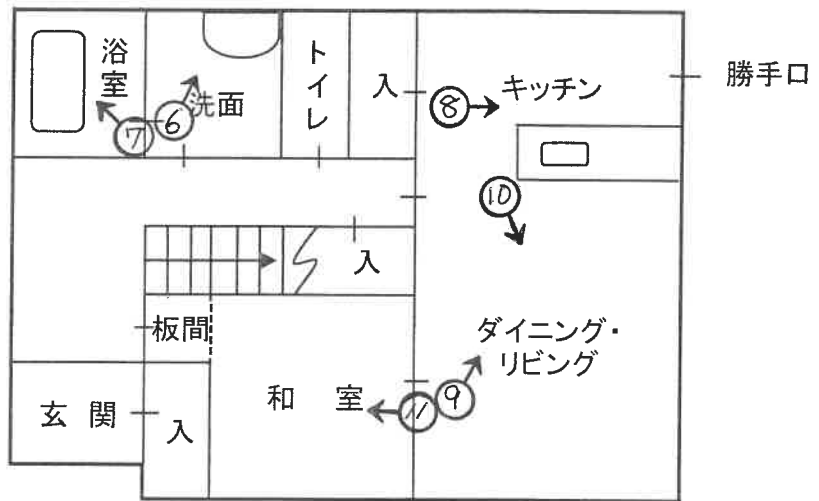 浴室
トイレ
入
⑧
キッチン
勝手口
⑦
⑥
洗面
⑩
入
板間
ダイニング・
リビング
玄関
入
和室
⑪
⑨